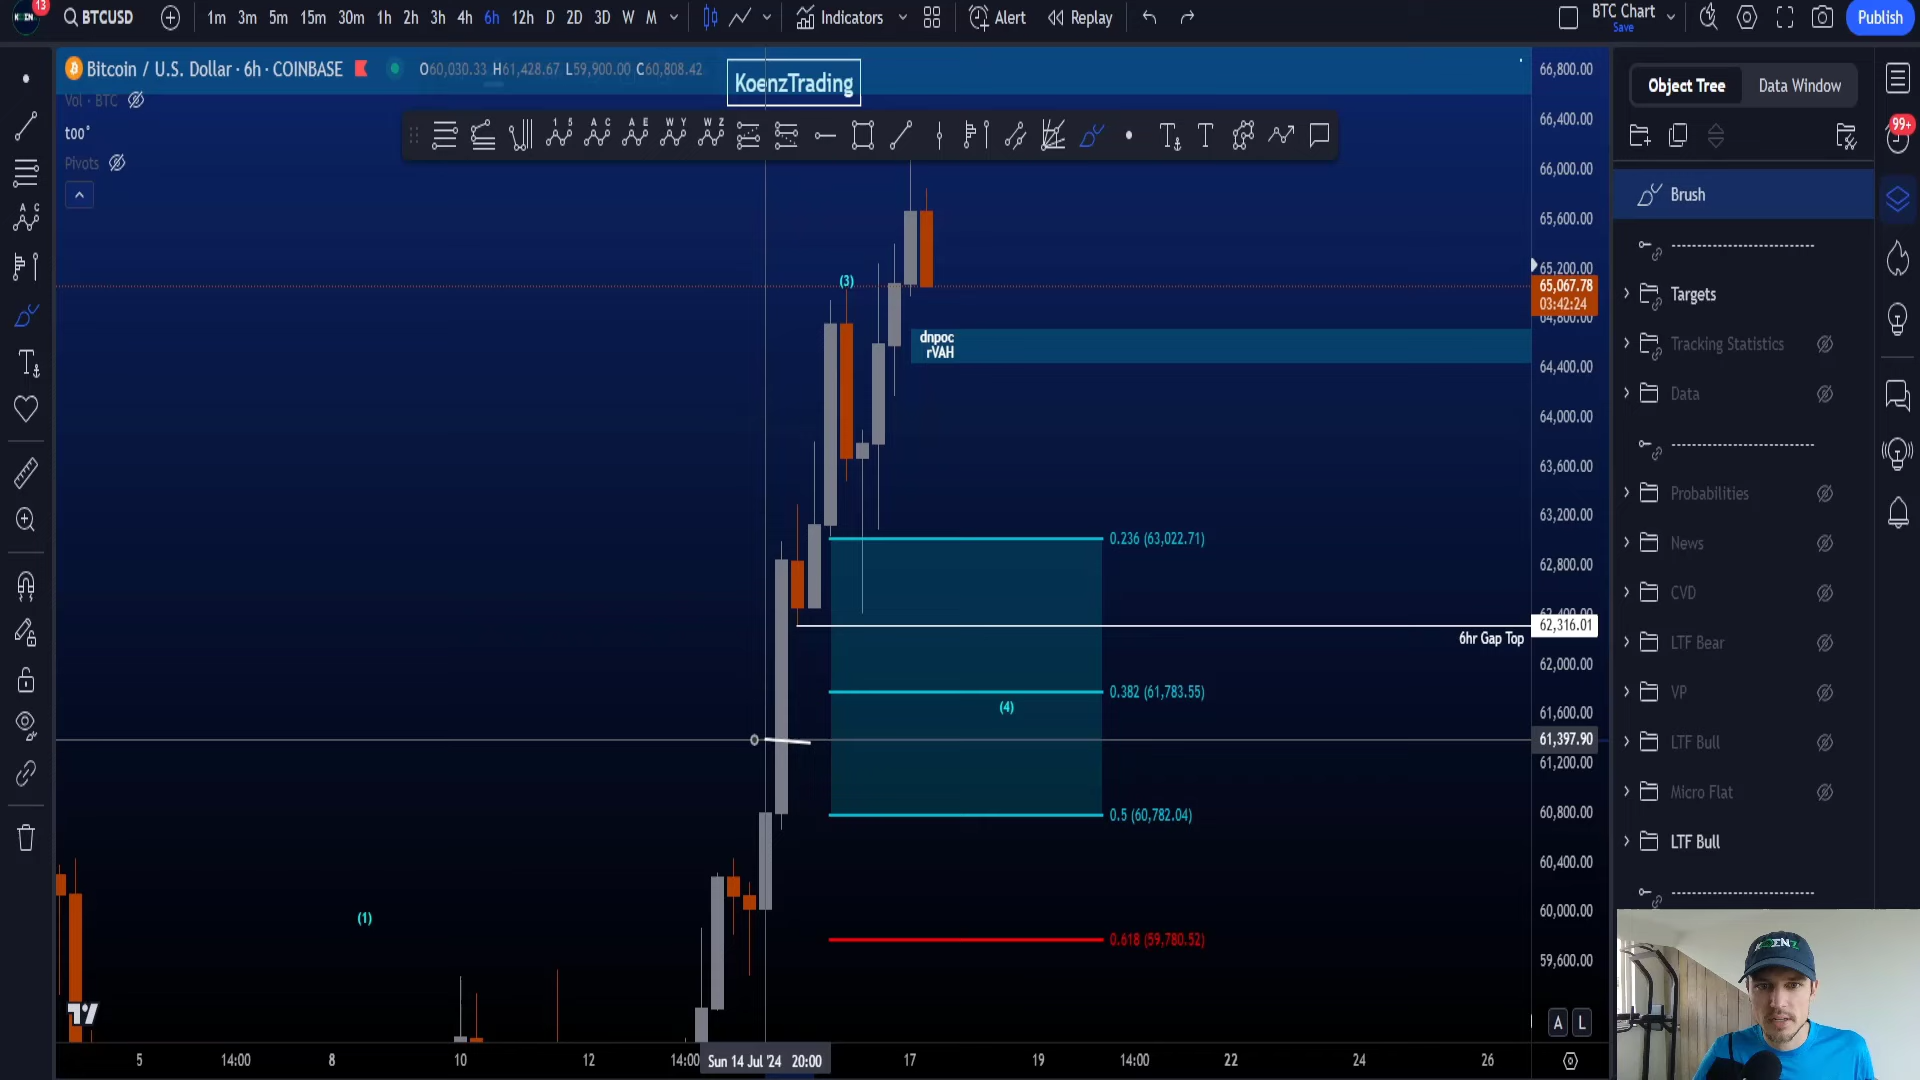 13
BTCUSD
1m 3m 5m 15m 30m 1h 2h 3h 4h 6h 12h D 2D 3D W M
Indicators
Alert
Replay
BTC Chart
Save
Publish
Bitcoin / U.S. Dollar · 6h · COINBASE
O60,030.33 H61,428.67 L59,900.00 C60,808.42
KoenzTrading
Vol · BTC
too˚
Pivots
Object Tree
Data Window
99+
Brush
Targets
Tracking Statistics
Data
Probabilities
News
CVD
LTF Bear
VP
LTF Bull
Micro Flat
LTF Bull
66,800.00
66,400.00
66,000.00
65,600.00
65,200.00
65,067.78
03:42:24
64,800.00
64,400.00
64,000.00
63,600.00
63,200.00
62,800.00
62,400.00
62,316.01
62,000.00
61,600.00
61,397.90
61,200.00
60,800.00
60,400.00
60,000.00
59,600.00
(3)
dnpoc
rVAH
0.236 (63,022.71)
6hr Gap Top
0.382 (61,783.55)
(4)
0.5 (60,782.04)
(1)
0.618 (59,780.52)
A L
5 14:00 8 10 12 14:00 Sun 14 Jul '24 20:00 17 19 14:00 22 24 26
KOENZ